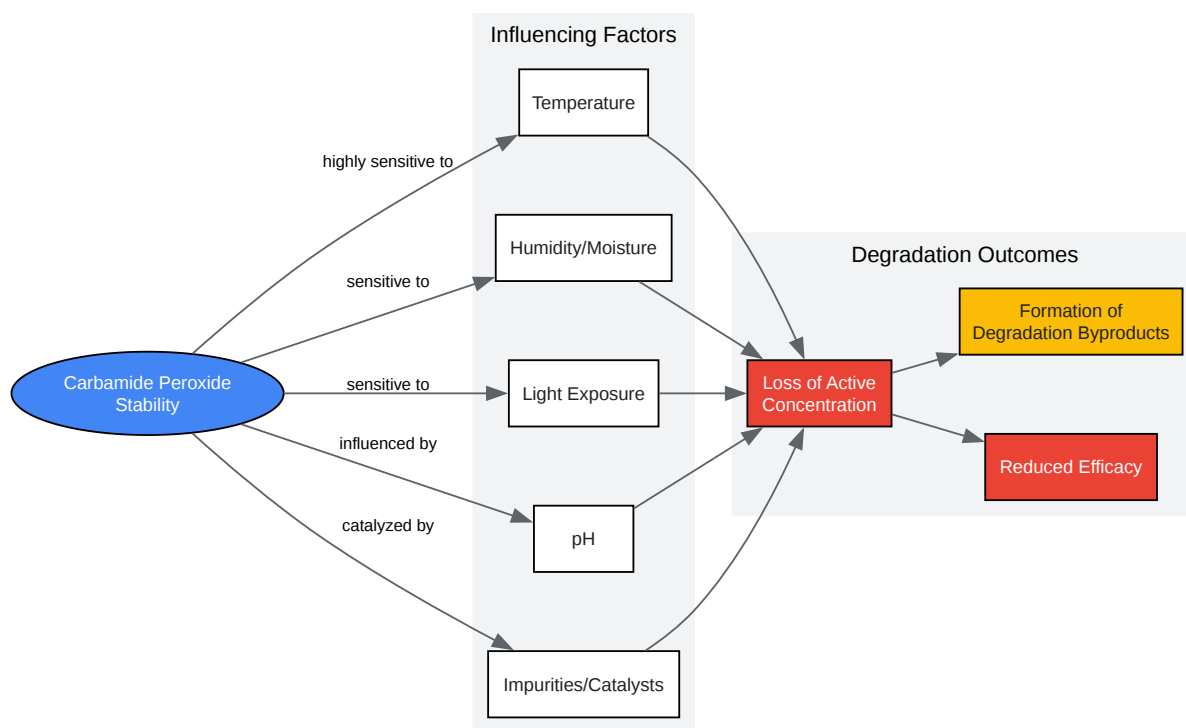 Influencing Factors
Temperature
highly sensitive to
Humidity/Moisture
sensitive to
Degradation Outcomes
Formation of
Degradation Byproducts
Carbamide Peroxide
Stability
sensitive to
Light Exposure
Loss of Active
Concentration
influenced by
Reduced Efficacy
catalyzed by
pH
Impurities/Catalysts